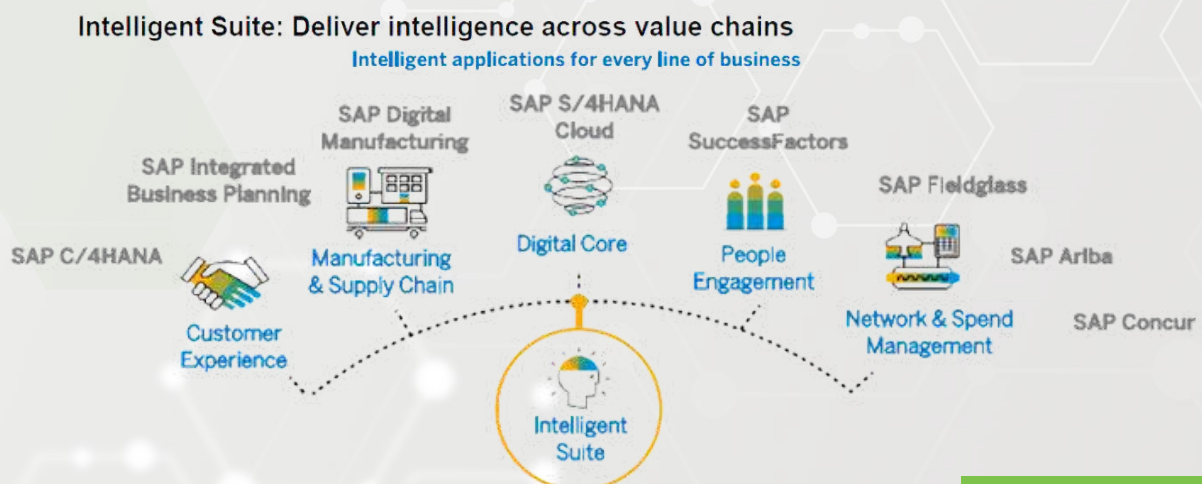 Intelligent Suite: Deliver intelligence across value chains
Intelligent applications for every line of business
SAP C/4HANA
Customer
Experience
SAP Integrated
Business Planning
SAP Digital
Manufacturing
Manufacturing
& Supply Chain
SAP S/4HANA
Cloud
Digital Core
SAP
SuccessFactors
People
Engagement
SAP Fieldglass
SAP Ariba
SAP Concur
Network & Spend
Management
Intelligent
Suite